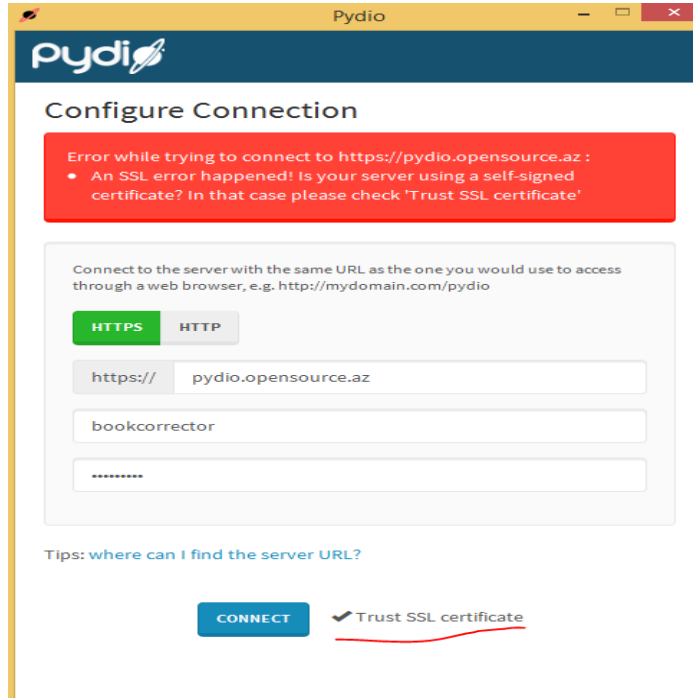 Pydio
pydio
Configure Connection
Error while trying to connect to https://pydio.opensource.az :
• An SSL error happened! Is your server using a self-signed
certificate? In that case please check 'Trust SSL certificate'
Connect to the server with the same URL as the one you would use to access
through a web browser, e.g. http://mydomain.com/pydio
HTTPS HTTP
https:// pydio.opensource.az
bookcorrector
•••••••••
Tips: where can I find the server URL?
CONNECT ✔ Trust SSL certificate